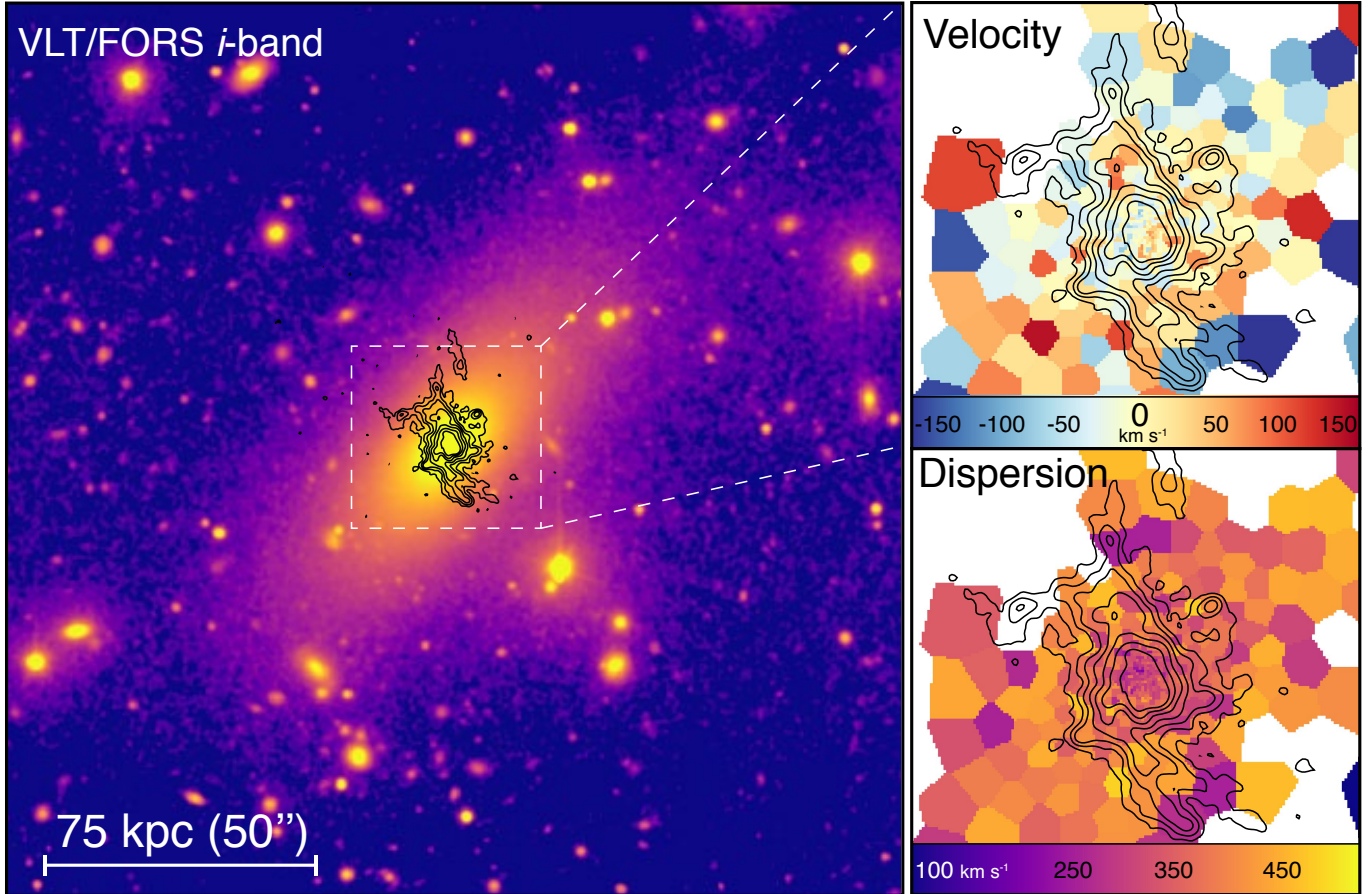 VLT/FORS i-band
75 kpc (50”)
Velocity
-150 -100 -50 0 50 100 150
km s⁻¹
Dispersion
100 km s⁻¹ 250 350 450